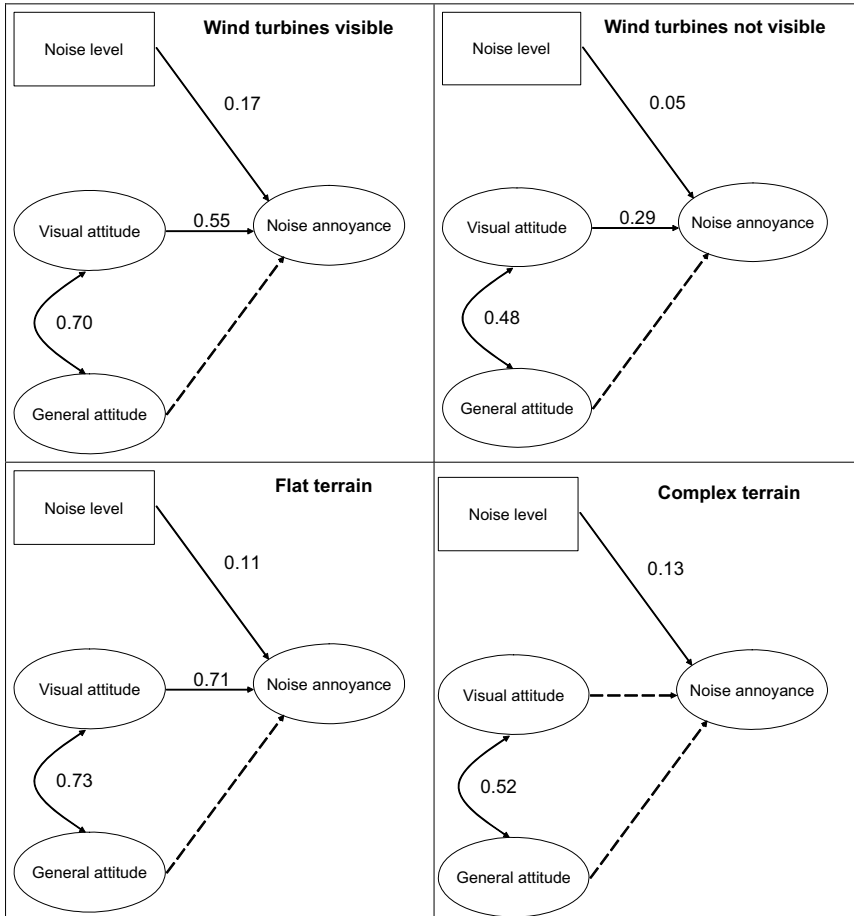 Wind turbines visible
Noise level
0.17
Visual attitude
0.55
Noise annoyance
0.70
General attitude
Wind turbines not visible
Noise level
0.05
Visual attitude
0.29
Noise annoyance
0.48
General attitude
Flat terrain
Noise level
0.11
Visual attitude
0.71
Noise annoyance
0.73
General attitude
Complex terrain
Noise level
0.13
Visual attitude
Noise annoyance
0.52
General attitude